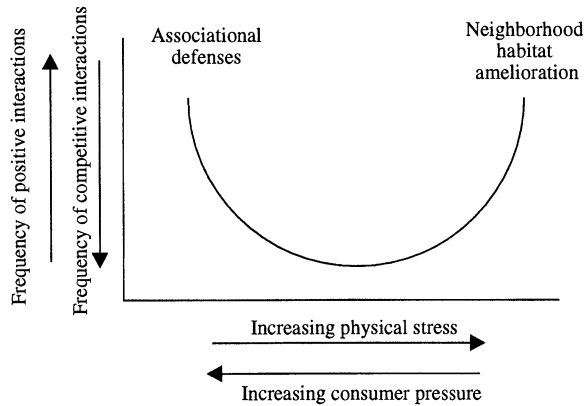 Frequency of positive interactions
Frequency of competitive interactions
Associational
defenses
Neighborhood
habitat
amelioration
Increasing physical stress
Increasing consumer pressure